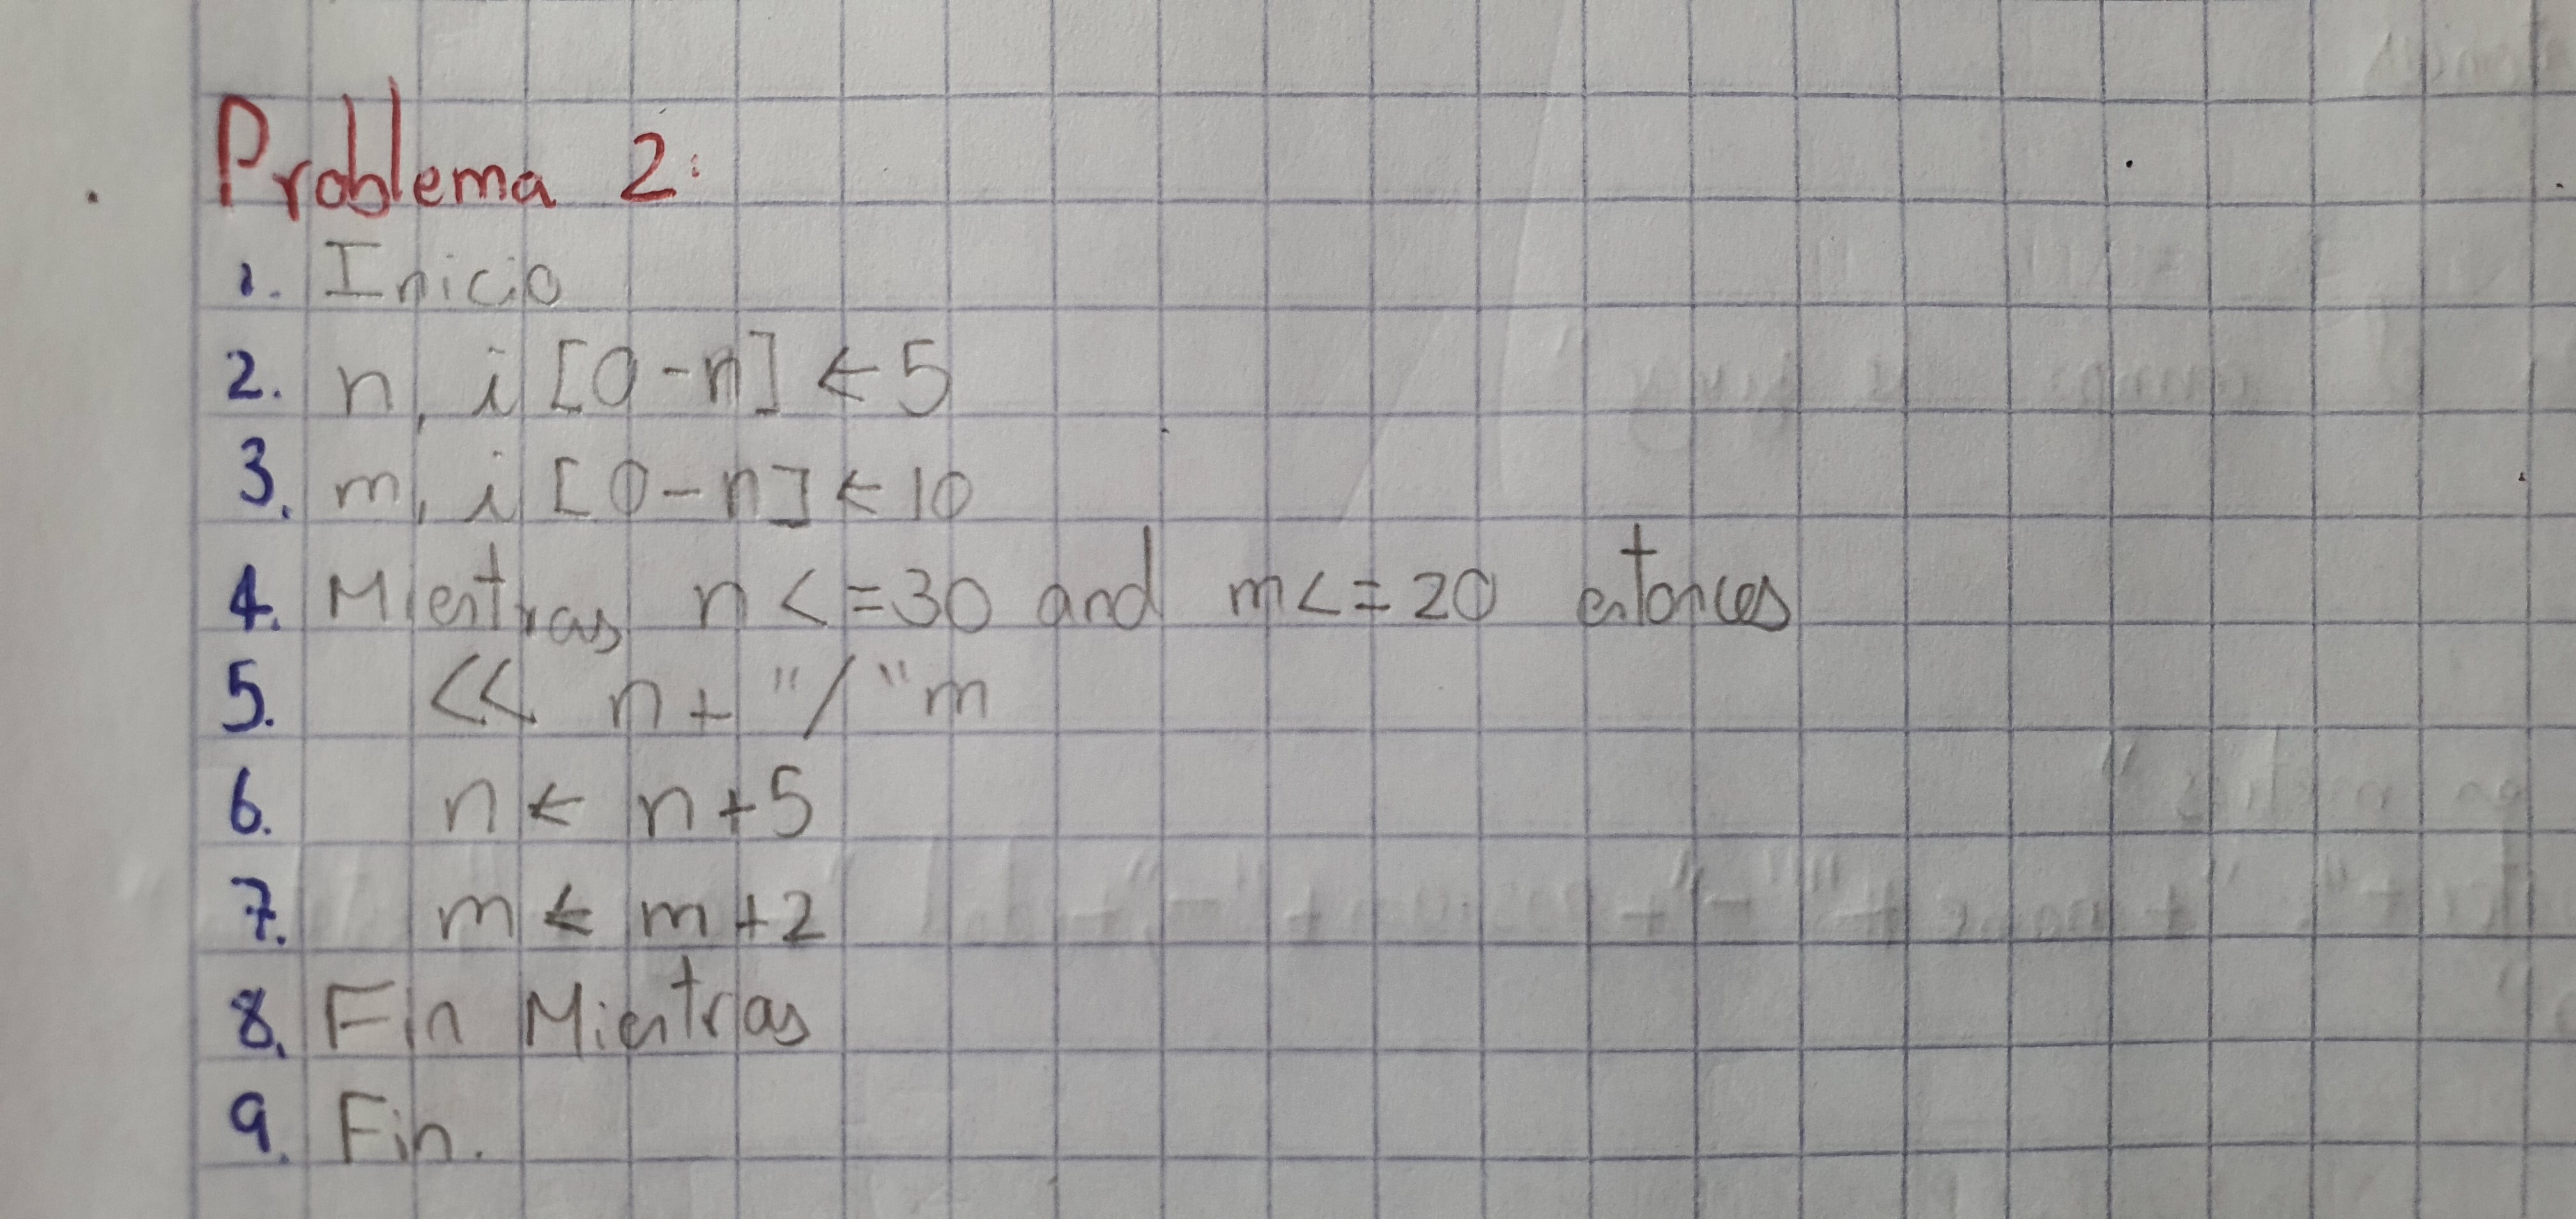 Problema 2:
1. Inicio
2. n, i [0-n] ← 5
3. m, i [0-n] ← 10
4. Mientras n <= 30 and m <= 20 entonces
5. << n + "/" m
6. n ← n + 5
7. m ← m + 2
8. Fin Mientras
9. Fin.